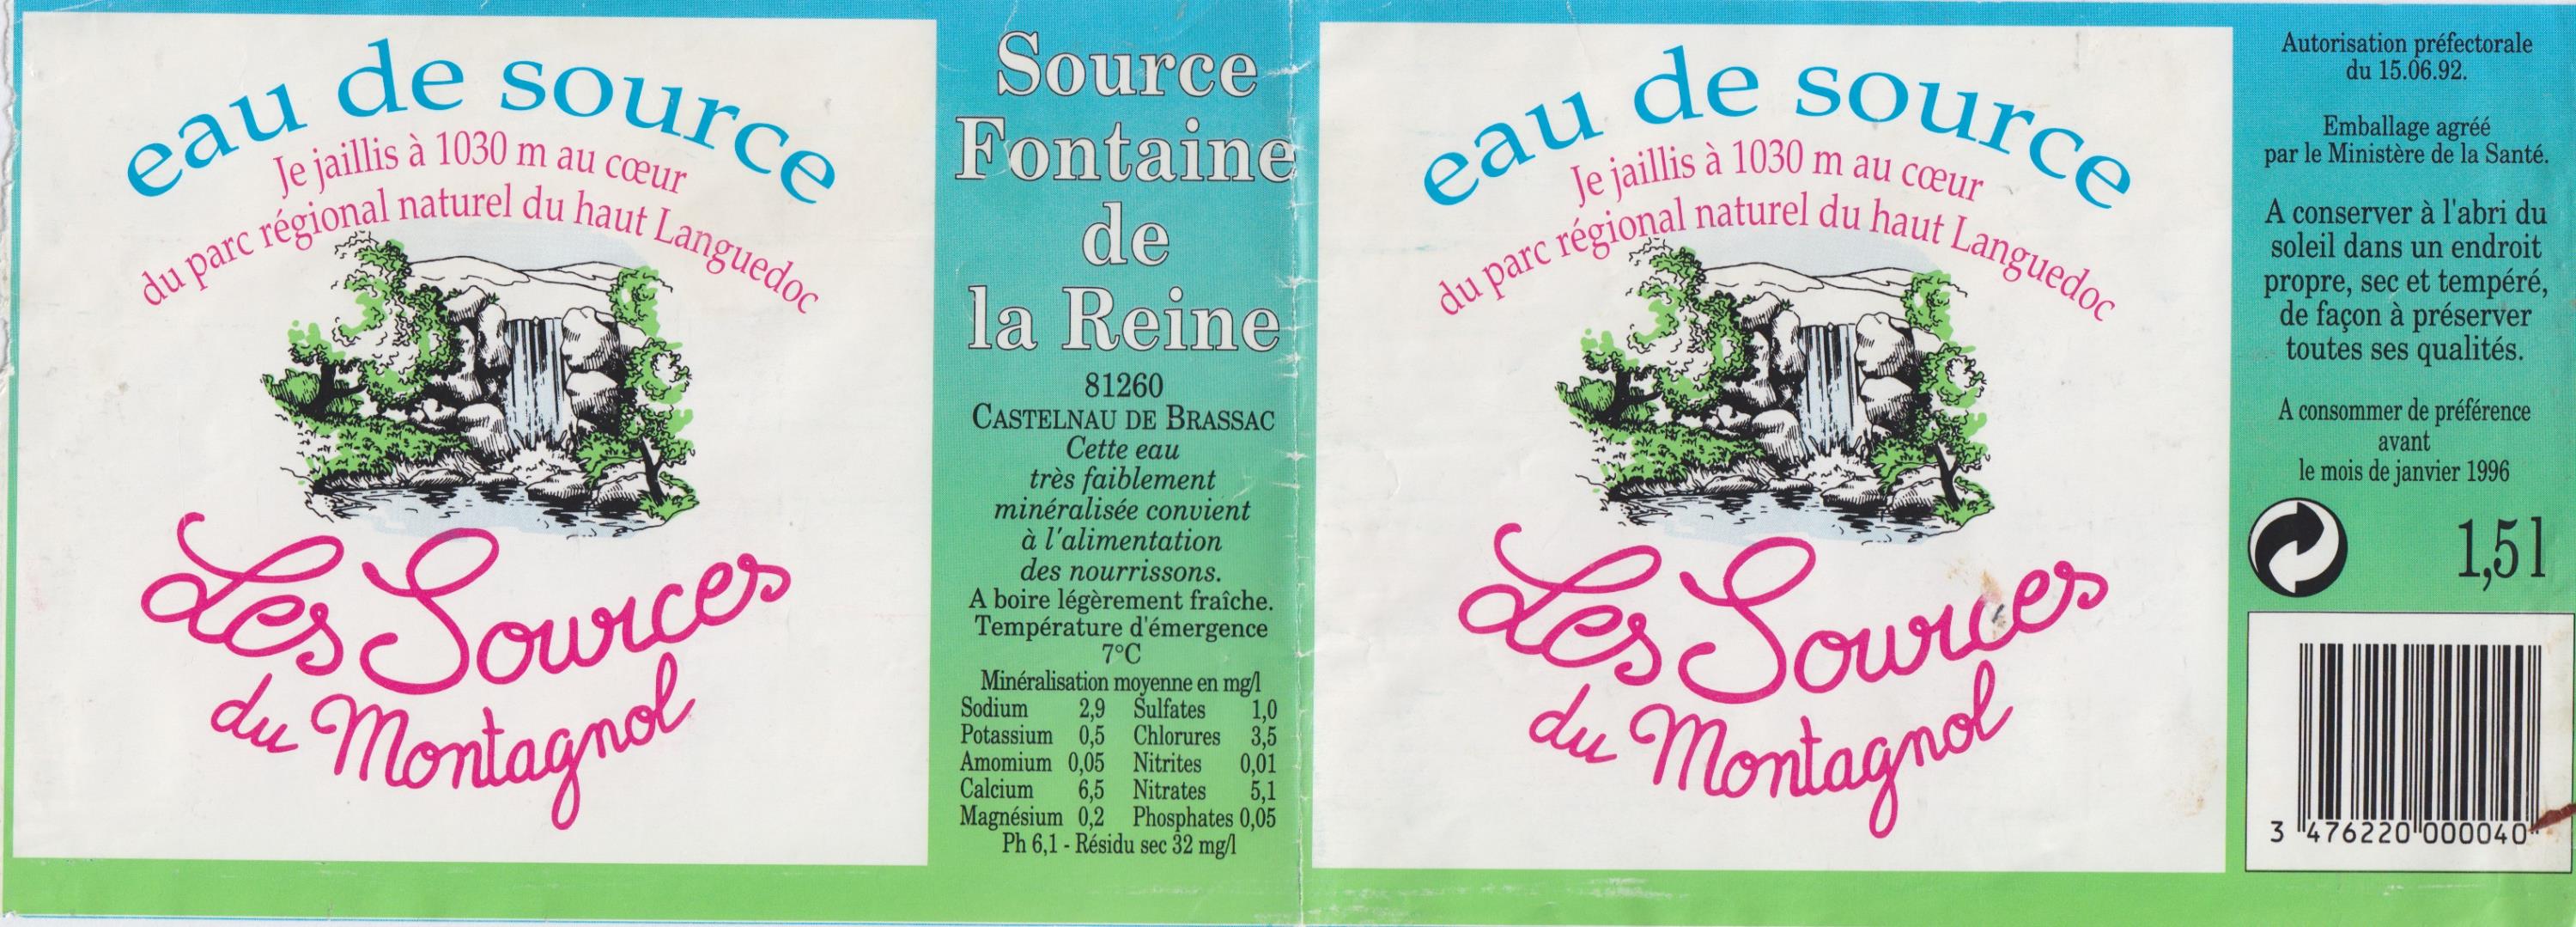 eau de source
Je jaillis à 1030 m au cœur
du parc régional naturel du haut Languedoc
Les Sources
du Montagnol
Source
Fontaine
de
la Reine
81260
CASTELNAU DE BRASSAC
Cette eau
très faiblement
minéralisée convient
à l'alimentation
des nourrissons.
A boire légèrement fraîche.
Température d'émergence
7°C
Minéralisation moyenne en mg/l
Sodium 2,9 Sulfates 1,0
Potassium 0,5 Chlorures 3,5
Amomium 0,05 Nitrites 0,01
Calcium 6,5 Nitrates 5,1
Magnésium 0,2 Phosphates 0,05
Ph 6,1 - Résidu sec 32 mg/l
eau de source
Je jaillis à 1030 m au cœur
du parc régional naturel du haut Languedoc
Les Sources
du Montagnol
Autorisation préfectorale
du 15.06.92.
Emballage agréé
par le Ministère de la Santé.
A conserver à l'abri du
soleil dans un endroit
propre, sec et tempéré,
de façon à préserver
toutes ses qualités.
A consommer de préférence
avant
le mois de janvier 1996
1,5 l
3 476220 000040